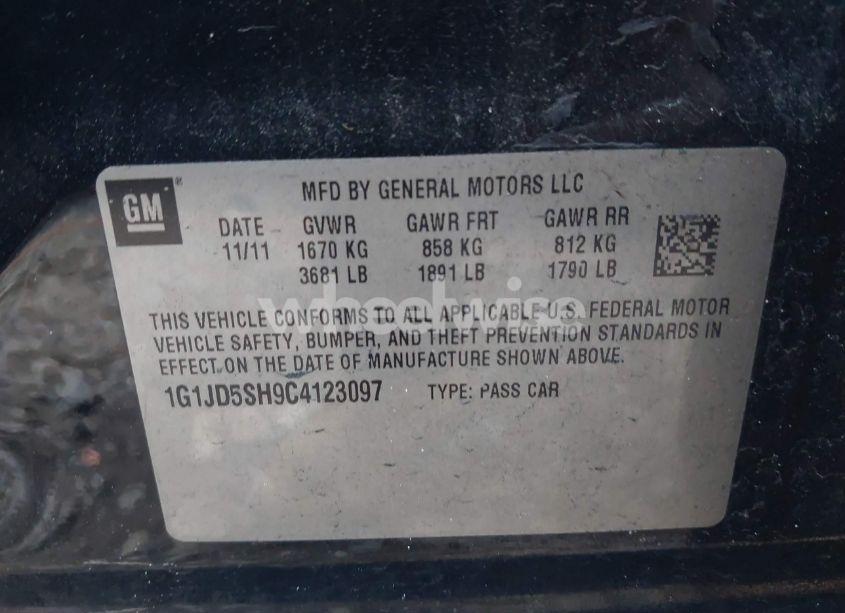 GM
MFD BY GENERAL MOTORS LLC
DATE GVWR GAWR FRT GAWR RR
11/11 1670 KG 858 KG 812 KG
3681 LB 1891 LB 1790 LB
wheelwise
THIS VEHICLE CONFORMS TO ALL APPLICABLE U.S. FEDERAL MOTOR
VEHICLE SAFETY, BUMPER, AND THEFT PREVENTION STANDARDS IN
EFFECT ON THE DATE OF MANUFACTURE SHOWN ABOVE.
1G1JD5SH9C4123097 TYPE: PASS CAR